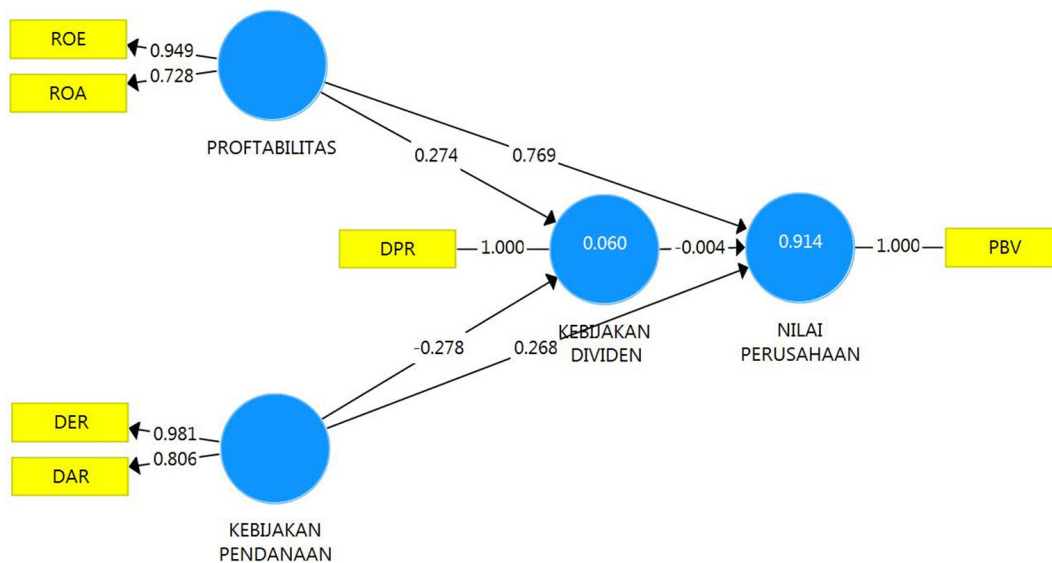 ROE
0.949
0.728
ROA
PROFTABILITAS
0.274
0.769
DPR
1.000
0.060
-0.004
0.914
1.000
PBV
KEBIJAKAN
DIVIDEN
NILAI
PERUSAHAAN
-0.278
0.268
DER
0.981
0.806
DAR
KEBIJAKAN
PENDANAAN